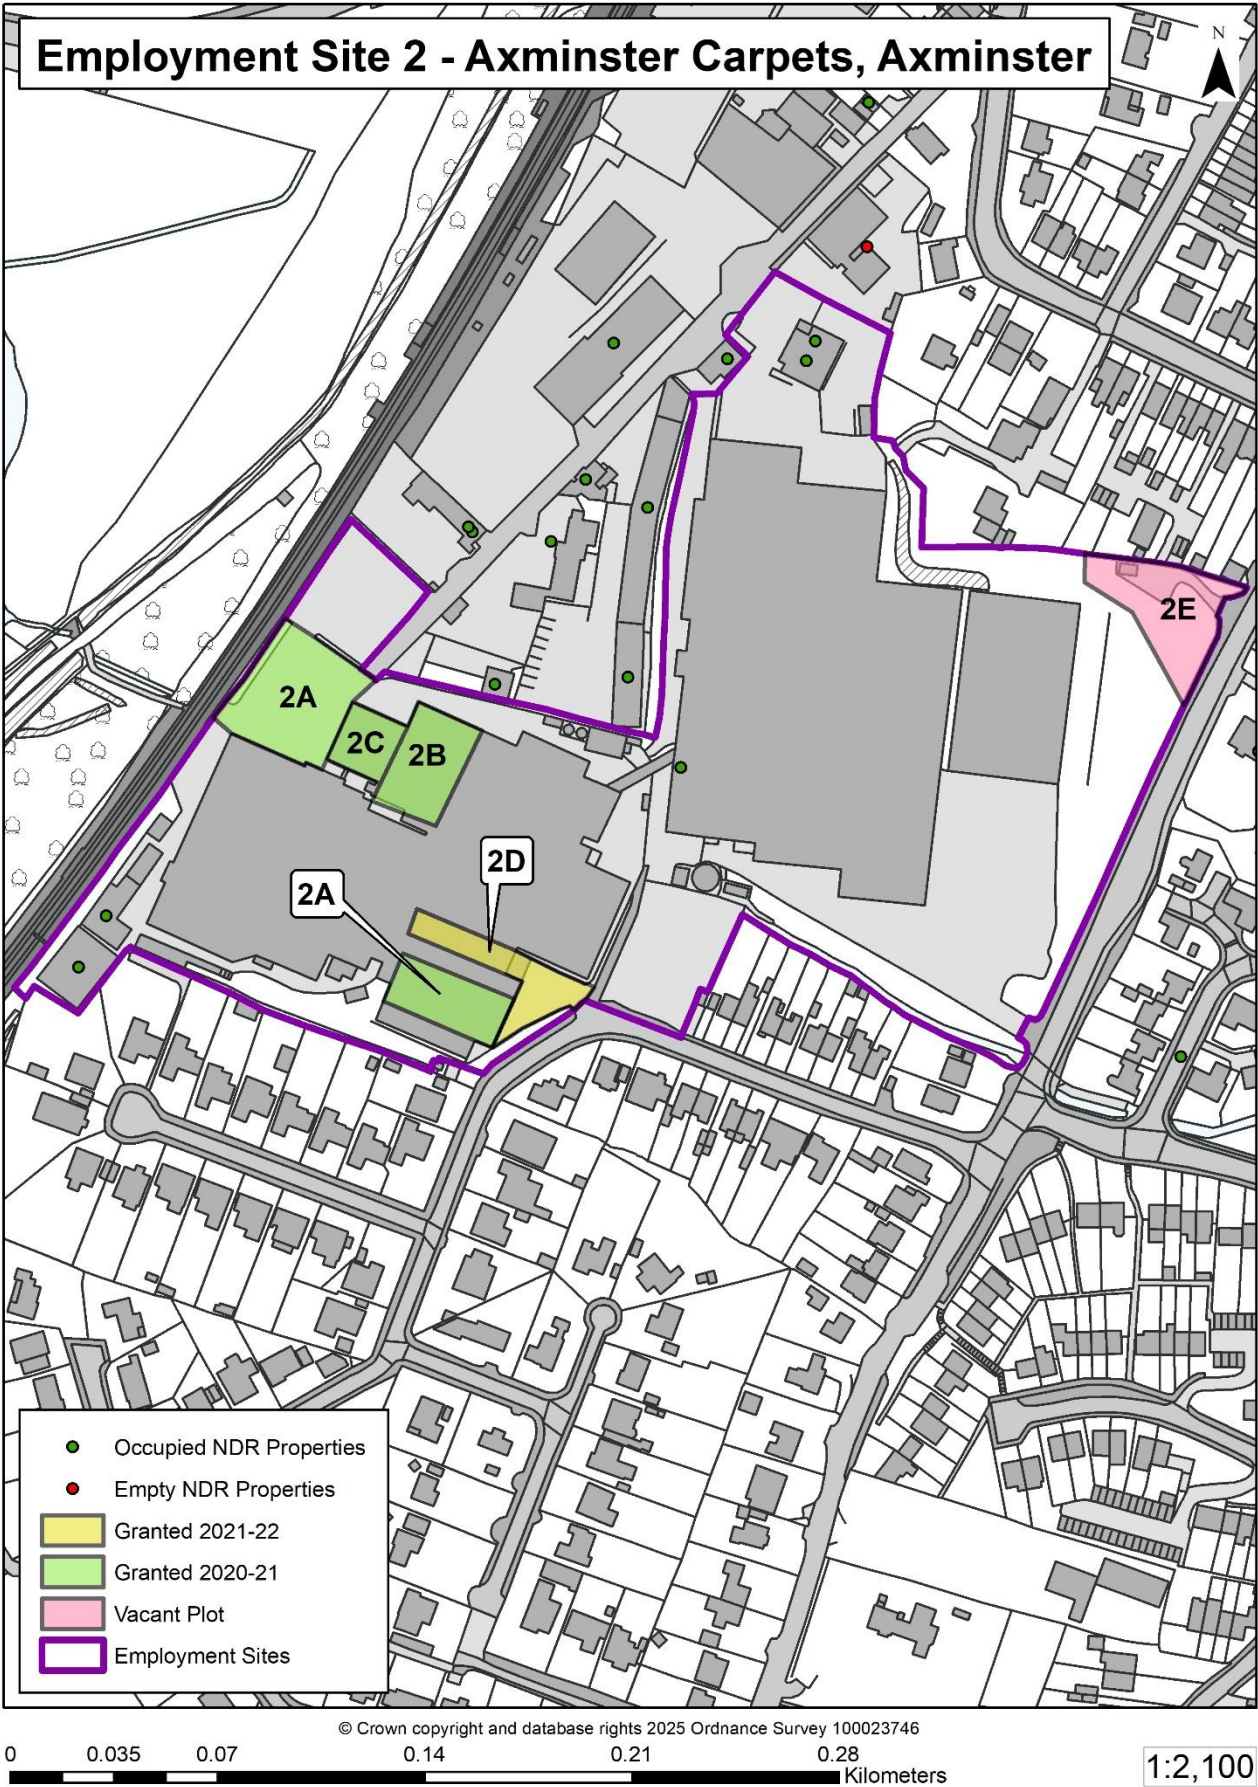 Employment Site 2 - Axminster Carpets, Axminster
N
2E
2A
2C
2B
2D
2A
Occupied NDR Properties
Empty NDR Properties
Granted 2021-22
Granted 2020-21
Vacant Plot
Employment Sites
© Crown copyright and database rights 2025 Ordnance Survey 100023746
0 0.035 0.07 0.14 0.21 0.28
Kilometers
1:2,100